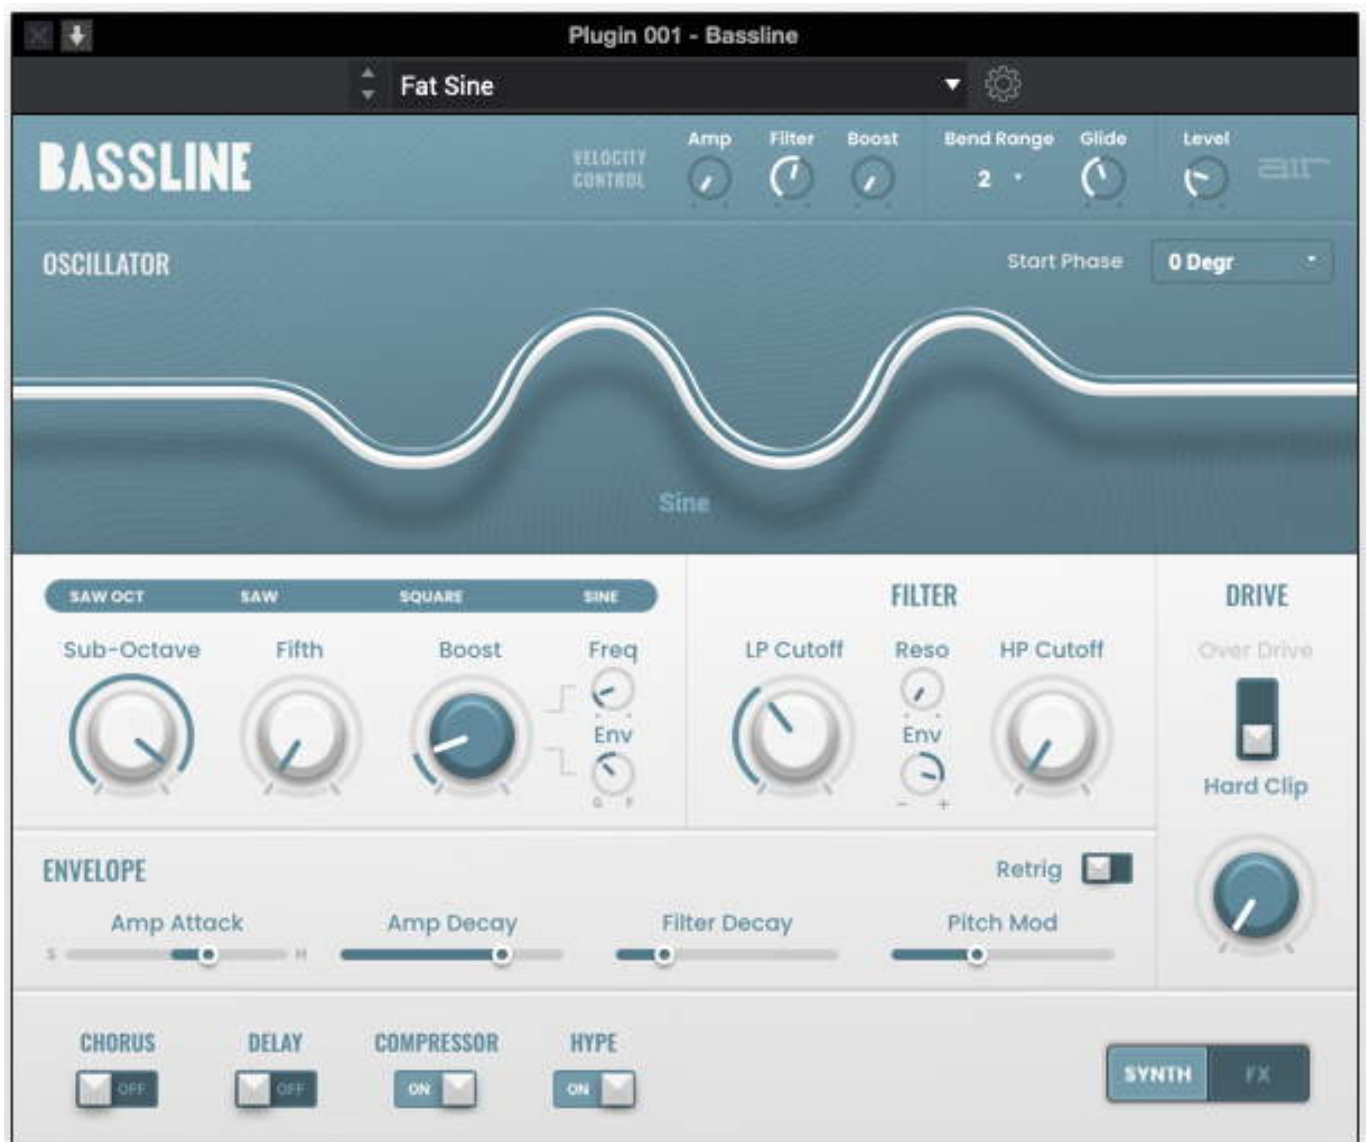 Plugin 001 - Bassline
Fat Sine
BASSLINE
VELOCITY
CONTROL
Amp
Filter
Boost
Bend Range
2
Glide
Level
air
OSCILLATOR
Start Phase
0 Degr
Sine
SAW OCT
SAW
SQUARE
SINE
Sub-Octave
Fifth
Boost
Freq
Env
G F
FILTER
LP Cutoff
Reso
Env
- +
HP Cutoff
DRIVE
Over Drive
Hard Clip
ENVELOPE
Retrig
Amp Attack
S H
Amp Decay
Filter Decay
Pitch Mod
CHORUS
OFF
DELAY
OFF
COMPRESSOR
ON
HYPE
ON
SYNTH
FX